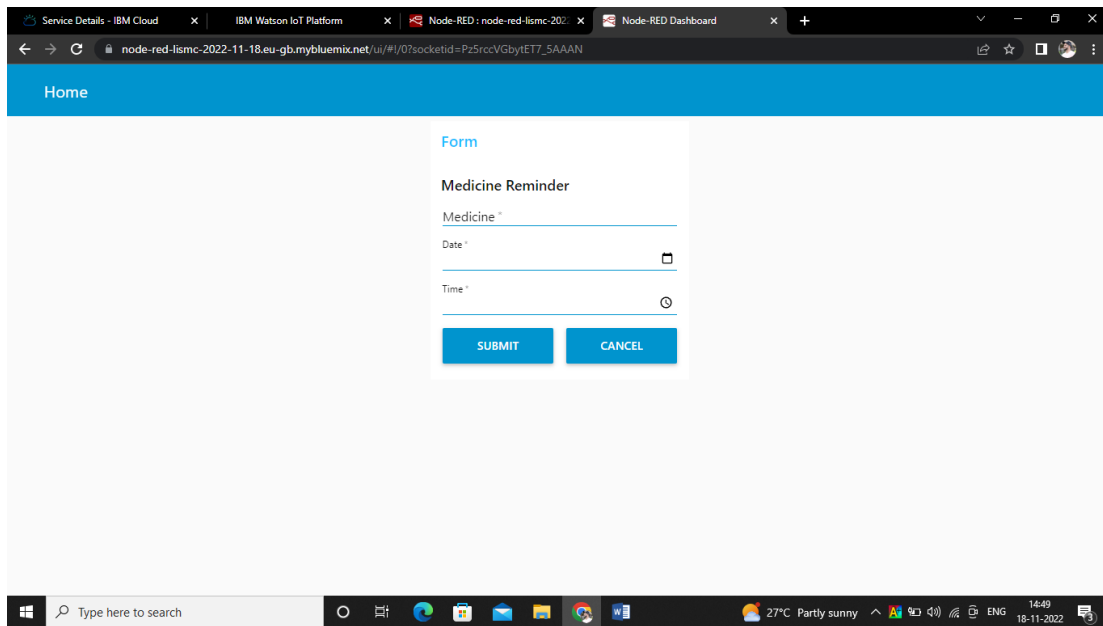 Service Details - IBM Cloud
IBM Watson IoT Platform
Node-RED : node-red-lismc-202
Node-RED Dashboard
node-red-lismc-2022-11-18.eu-gb.mybluemix.net/ui/#!/0?socketid=Pz5rccVGbytET7_5AAAN
Home
Form
Medicine Reminder
Medicine *
Date *
Time *
SUBMIT CANCEL
Type here to search
27°C Partly sunny
ENG
14:49
18-11-2022
3